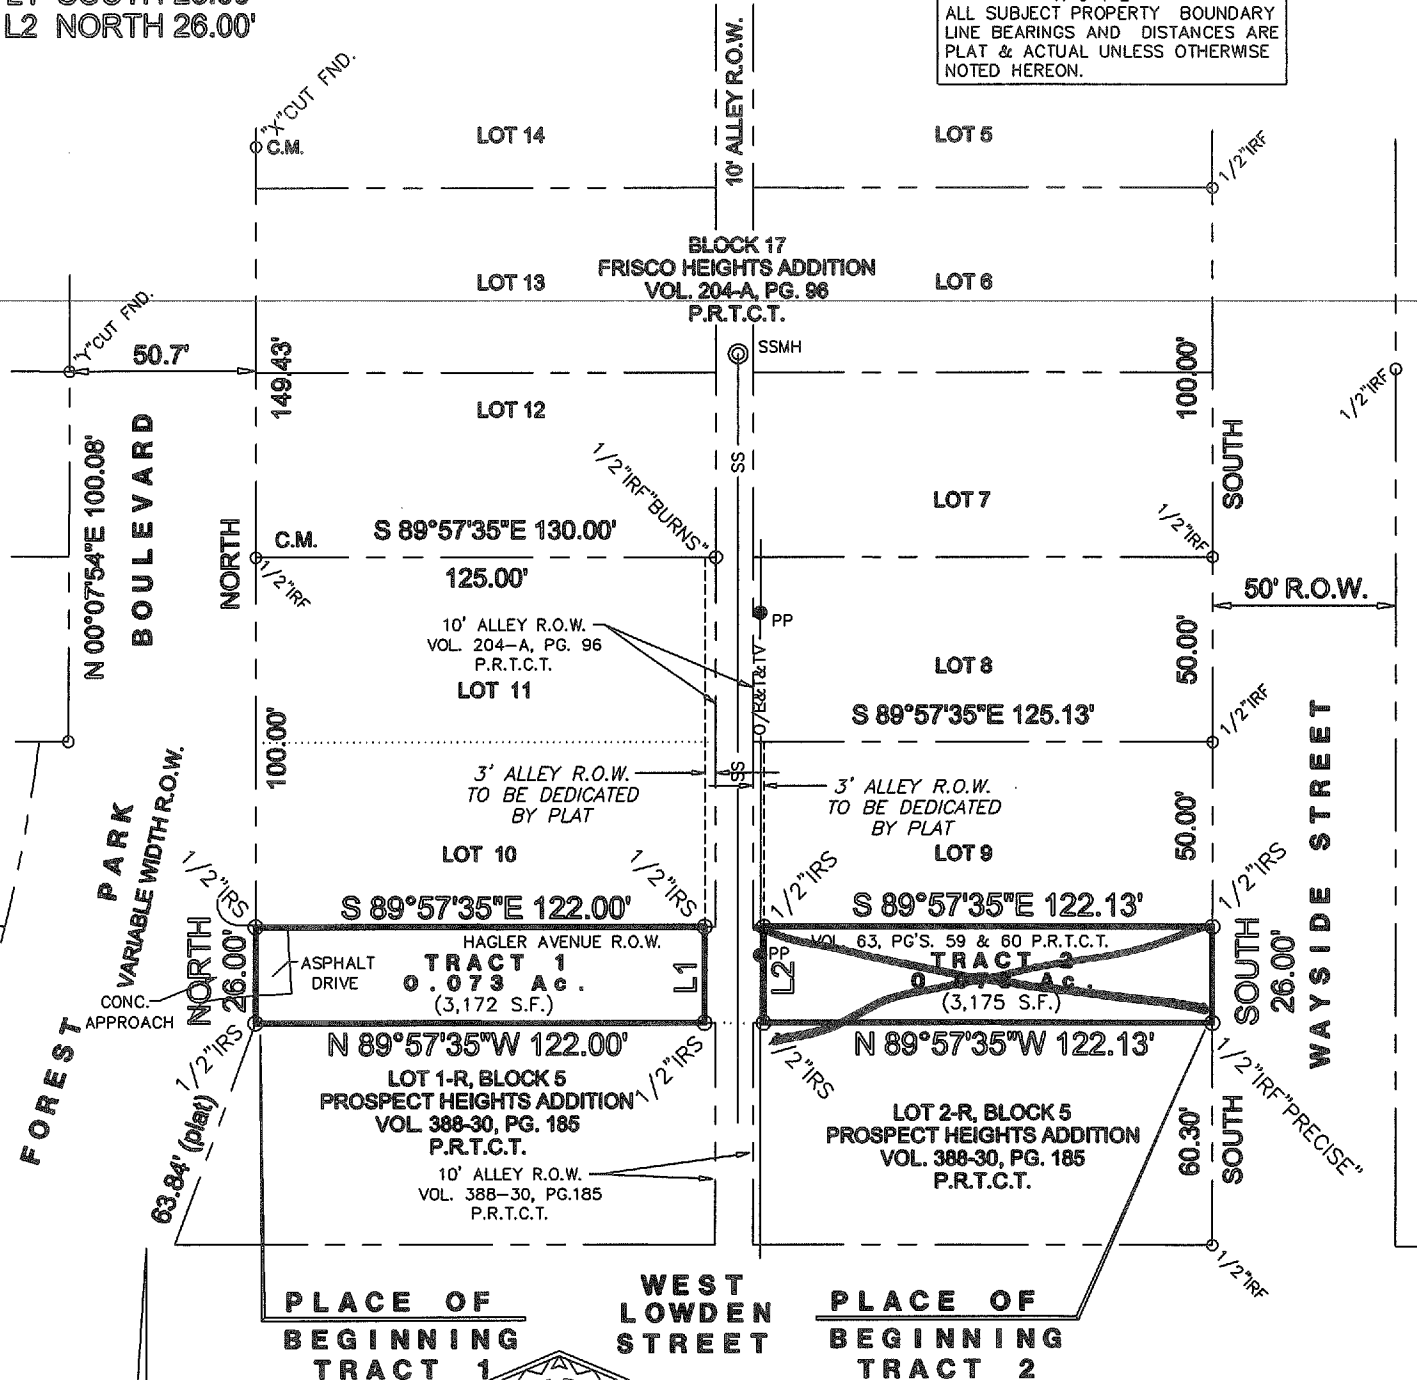 L2 NORTH 26.00'
ALL SUBJECT PROPERTY BOUNDARY
LINE BEARINGS AND DISTANCES ARE
PLAT & ACTUAL UNLESS OTHERWISE
NOTED HEREON.
"X"CUT FND.
C.M.
LOT 14
10' ALLEY R.O.W.
LOT 5
1/2"IRF
BLOCK 17
FRISCO HEIGHTS ADDITION
VOL. 204-A, PG. 96
P.R.T.C.T.
LOT 13
LOT 6
"Y"CUT FND.
50.7'
149.43'
SSMH
100.00'
1/2"IRF
LOT 12
BOULEVARD
N 00°07'54"E 100.08'
1/2"IRF"BURNS"
SS
LOT 7
SOUTH
NORTH
C.M.
S 89°57'35"E 130.00'
1/2"IRF
1/2"IRF
125.00'
50' R.O.W.
10' ALLEY R.O.W.
VOL. 204-A, PG. 96
P.R.T.C.T.
PP
O/E&T&TV
LOT 8
50.00'
LOT 11
S 89°57'35"E 125.13'
1/2"IRF
100.00'
3' ALLEY R.O.W.
TO BE DEDICATED
BY PLAT
SS
3' ALLEY R.O.W.
TO BE DEDICATED
BY PLAT
50.00'
WAYSIDE STREET
FOREST PARK
VARIABLE WIDTH R.O.W.
LOT 10
LOT 9
1/2"IRS
1/2"IRS
1/2"IRS
1/2"IRS
S 89°57'35"E 122.00'
S 89°57'35"E 122.13'
NORTH
26.00'
HAGLER AVENUE R.O.W.
TRACT 1
0.073 Ac.
(3,172 S.F.)
ASPHALT
DRIVE
CONC.
APPROACH
L1
PP
L2
VOL. 63, PG'S. 59 & 60 P.R.T.C.T.
TRACT 2
Ac.
(3,175 S.F.)
SOUTH
26.00'
N 89°57'35"W 122.00'
N 89°57'35"W 122.13'
1/2"IRS
1/2"IRS
1/2"IRS
1/2"IRF"PRECISE"
LOT 1-R, BLOCK 5
PROSPECT HEIGHTS ADDITION
VOL. 388-30, PG. 185
P.R.T.C.T.
LOT 2-R, BLOCK 5
PROSPECT HEIGHTS ADDITION
VOL. 388-30, PG. 185
P.R.T.C.T.
63.84' (plat)
10' ALLEY R.O.W.
VOL. 388-30, PG.185
P.R.T.C.T.
60.30'
SOUTH
1/2"IRF
WEST
LOWDEN
STREET
PLACE OF
BEGINNING
TRACT 1
PLACE OF
BEGINNING
TRACT 2